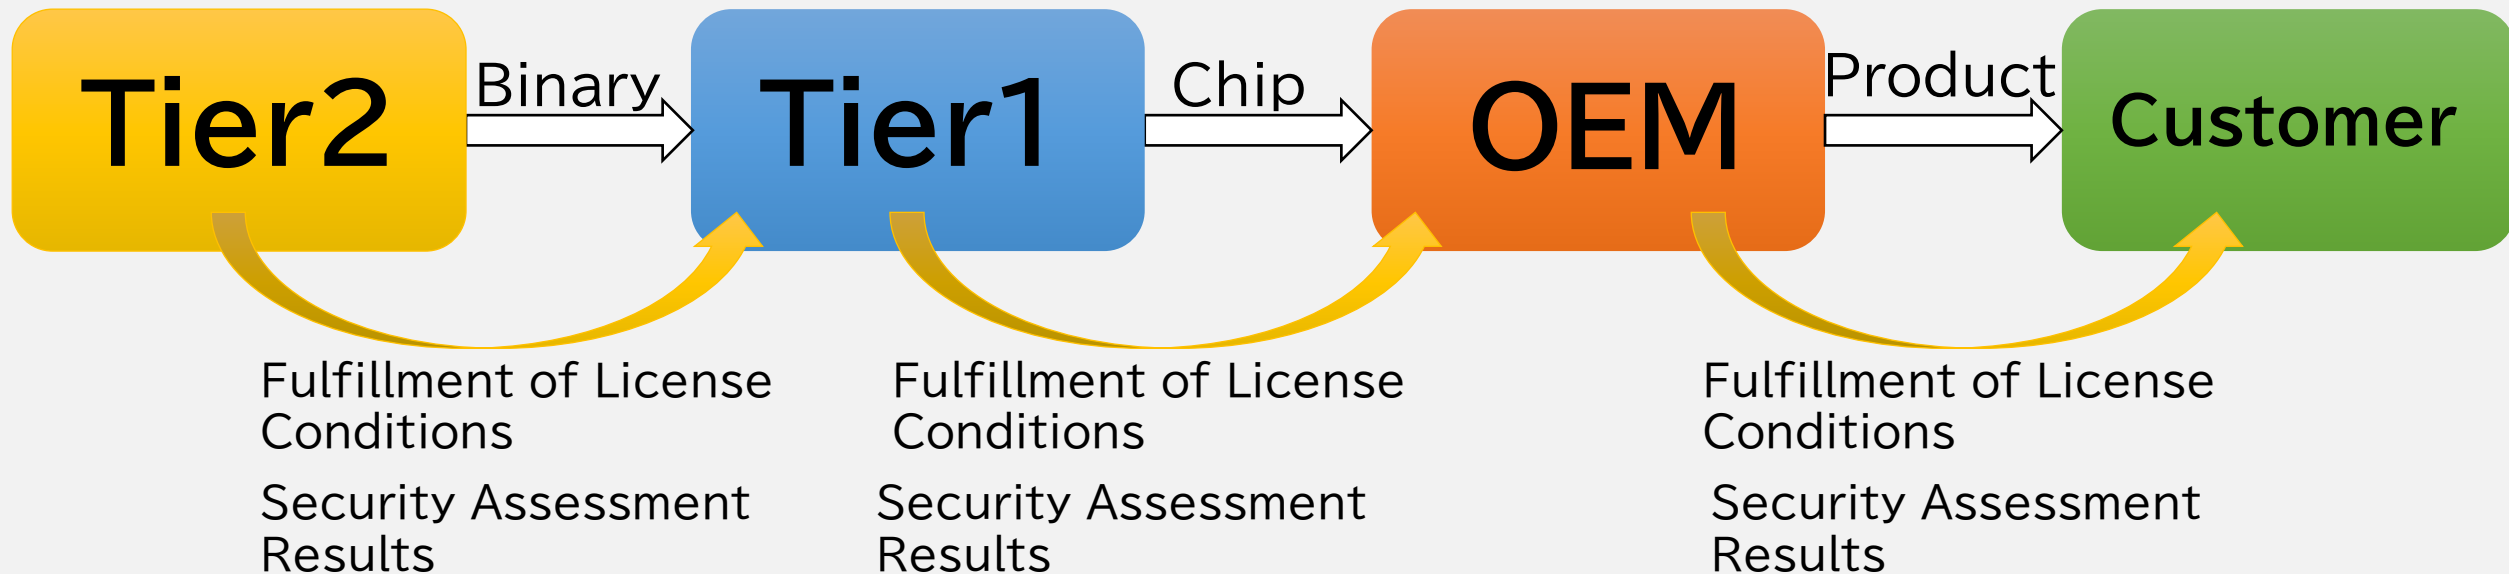 Tier2
Binary
Tier1
Chip
OEM
Product
Customer
Fulfillment of License
Conditions
Security Assessment
Results
Fulfillment of License
Conditions
Security Assessment
Results
Fulfillment of License
Conditions
Security Assessment
Results